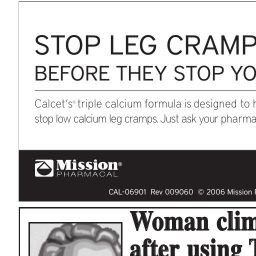 STOP LEG CRAMP
BEFORE THEY STOP YO
Calcet's® triple calcium formula is designed to h
stop low calcium leg cramps. Just ask your pharma
Mission®
PHARMACAL
CAL-06901 Rev 009060 © 2006 Mission
Woman clim
after using T